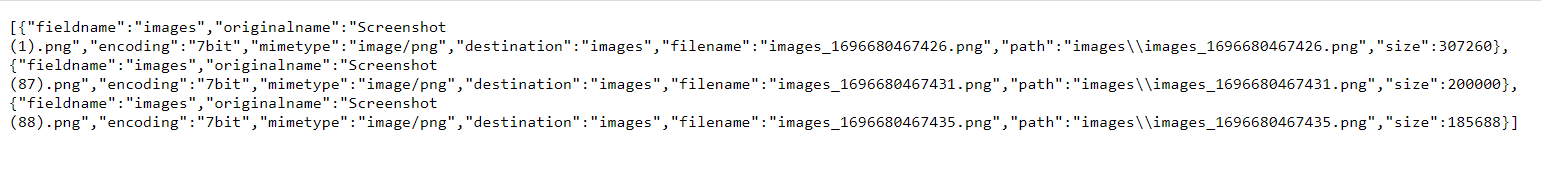 [{"fieldname":"images","originalname":"Screenshot
(1).png","encoding":"7bit","mimetype":"image/png","destination":"images","filename":"images_1696680467426.png","path":"images\\images_1696680467426.png","size":307260},
{"fieldname":"images","originalname":"Screenshot
(87).png","encoding":"7bit","mimetype":"image/png","destination":"images","filename":"images_1696680467431.png","path":"images\\images_1696680467431.png","size":200000},
{"fieldname":"images","originalname":"Screenshot
(88).png","encoding":"7bit","mimetype":"image/png","destination":"images","filename":"images_1696680467435.png","path":"images\\images_1696680467435.png","size":185688}]